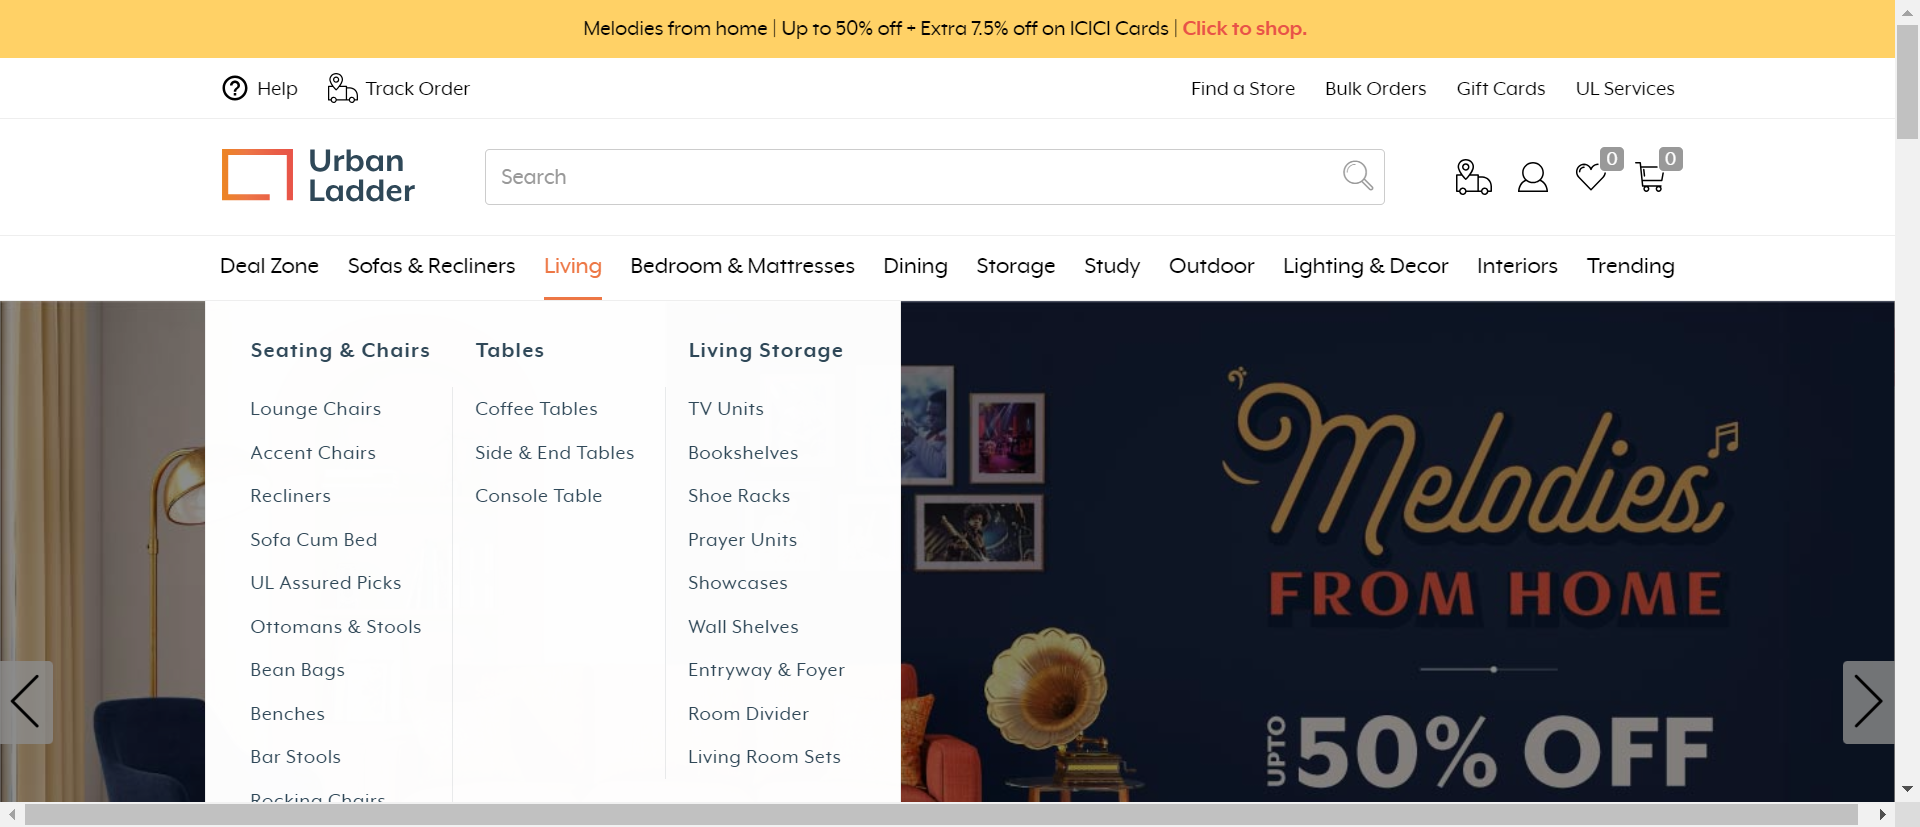 Melodies from home | Up to 50% off + Extra 7.5% off on ICICI Cards | Click to shop.
Help
Track Order
Find a Store
Bulk Orders
Gift Cards
UL Services
Urban
Ladder
Search
0
0
Deal Zone
Sofas & Recliners
Living
Bedroom & Mattresses
Dining
Storage
Study
Outdoor
Lighting & Decor
Interiors
Trending
Seating & Chairs
Lounge Chairs
Accent Chairs
Recliners
Sofa Cum Bed
UL Assured Picks
Ottomans & Stools
Bean Bags
Benches
Bar Stools
Rocking Chairs
Tables
Coffee Tables
Side & End Tables
Console Table
Living Storage
TV Units
Bookshelves
Shoe Racks
Prayer Units
Showcases
Wall Shelves
Entryway & Foyer
Room Divider
Living Room Sets
Melodies
FROM HOME
UPTO
50% OFF